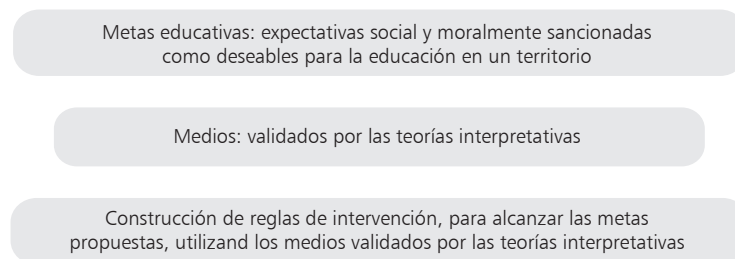 Metas educativas: expectativas social y moralmente sancionadas
como deseables para la educación en un territorio
Medios: validados por las teorías interpretativas
Construcción de reglas de intervención, para alcanzar las metas
propuestas, utilizand los medios validados por las teorías interpretativas